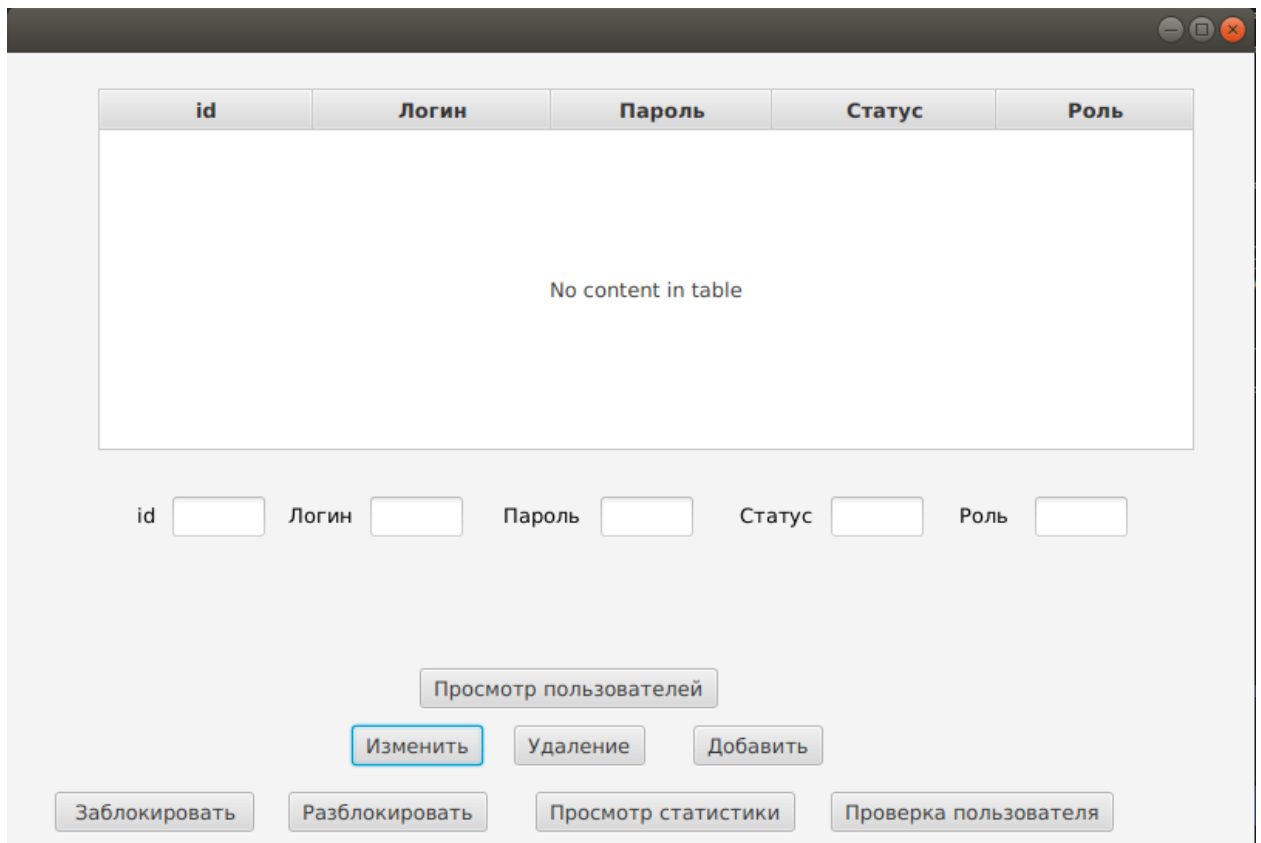 id Логин Пароль Статус Роль
No content in table
id Логин Пароль Статус Роль
Просмотр пользователей
Изменить Удаление Добавить
Заблокировать Разблокировать Просмотр статистики Проверка пользователя